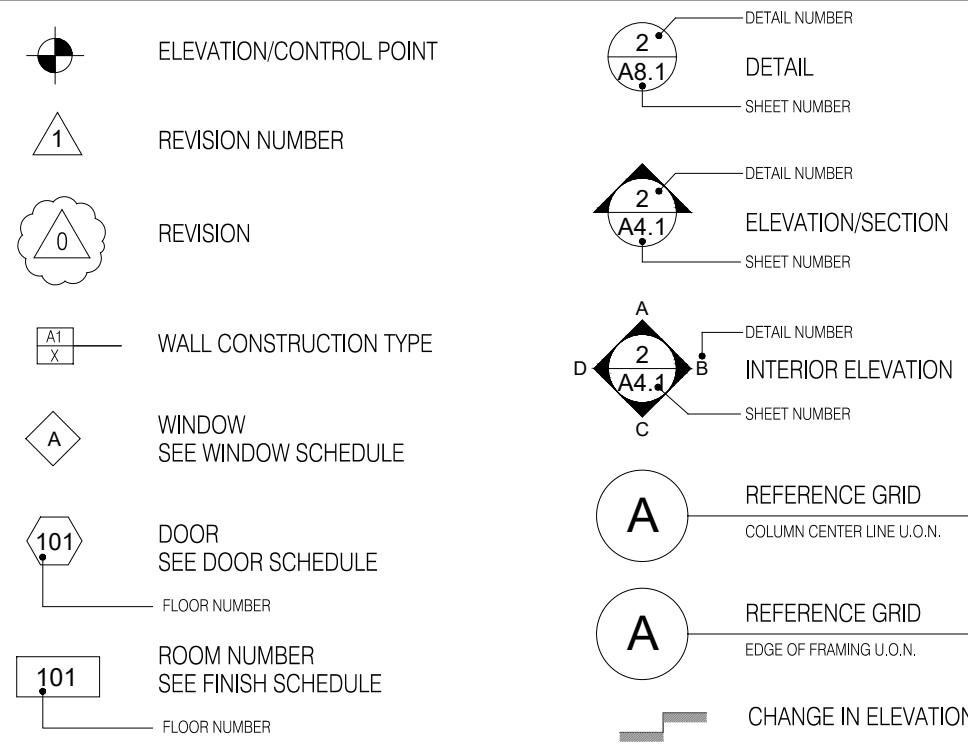 ELEVATION/CONTROL POINT
1
REVISION NUMBER
0
REVISION
A1
X
WALL CONSTRUCTION TYPE
A
WINDOW
SEE WINDOW SCHEDULE
101
DOOR
SEE DOOR SCHEDULE
FLOOR NUMBER
101
ROOM NUMBER
SEE FINISH SCHEDULE
FLOOR NUMBER
DETAIL NUMBER
2
A8.1
DETAIL
SHEET NUMBER
DETAIL NUMBER
2
A4.1
ELEVATION/SECTION
SHEET NUMBER
A
DETAIL NUMBER
D
2
A4.1
B
INTERIOR ELEVATION
SHEET NUMBER
C
A
REFERENCE GRID
COLUMN CENTER LINE U.O.N.
A
REFERENCE GRID
EDGE OF FRAMING U.O.N.
CHANGE IN ELEVATION